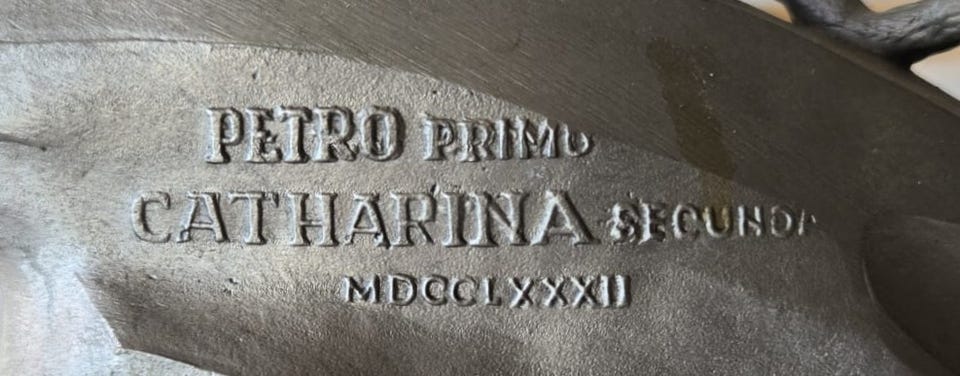 PETRO PRIMO
CATHARINA SECUNDA
MDCCLXXXII